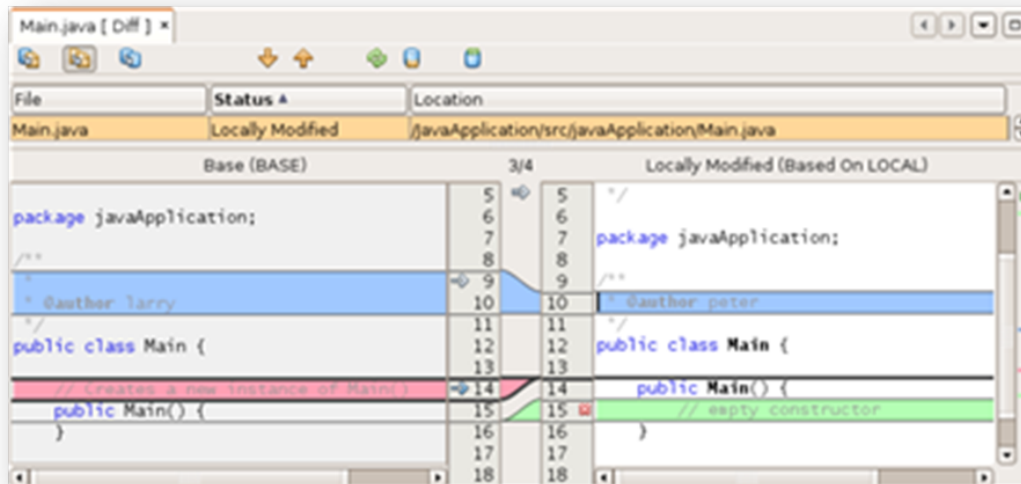 Main.java [ Diff ] ×
File Status Location
Main.java Locally Modified /JavaApplication/src/javaApplication/Main.java
Base (BASE) 3/4 Locally Modified (Based On LOCAL)
5 5 */
package javaApplication; 6 6
7 7 package javaApplication;
/** 8 8
* 9 9 /**
* @author larry 10 10 * @author peter
*/ 11 11 */
public class Main { 12 12 public class Main {
13 13
// Creates a new instance of Main() 14 14 public Main() {
public Main() { 15 15 // empty constructor
} 16 16 }
17 17
18 18